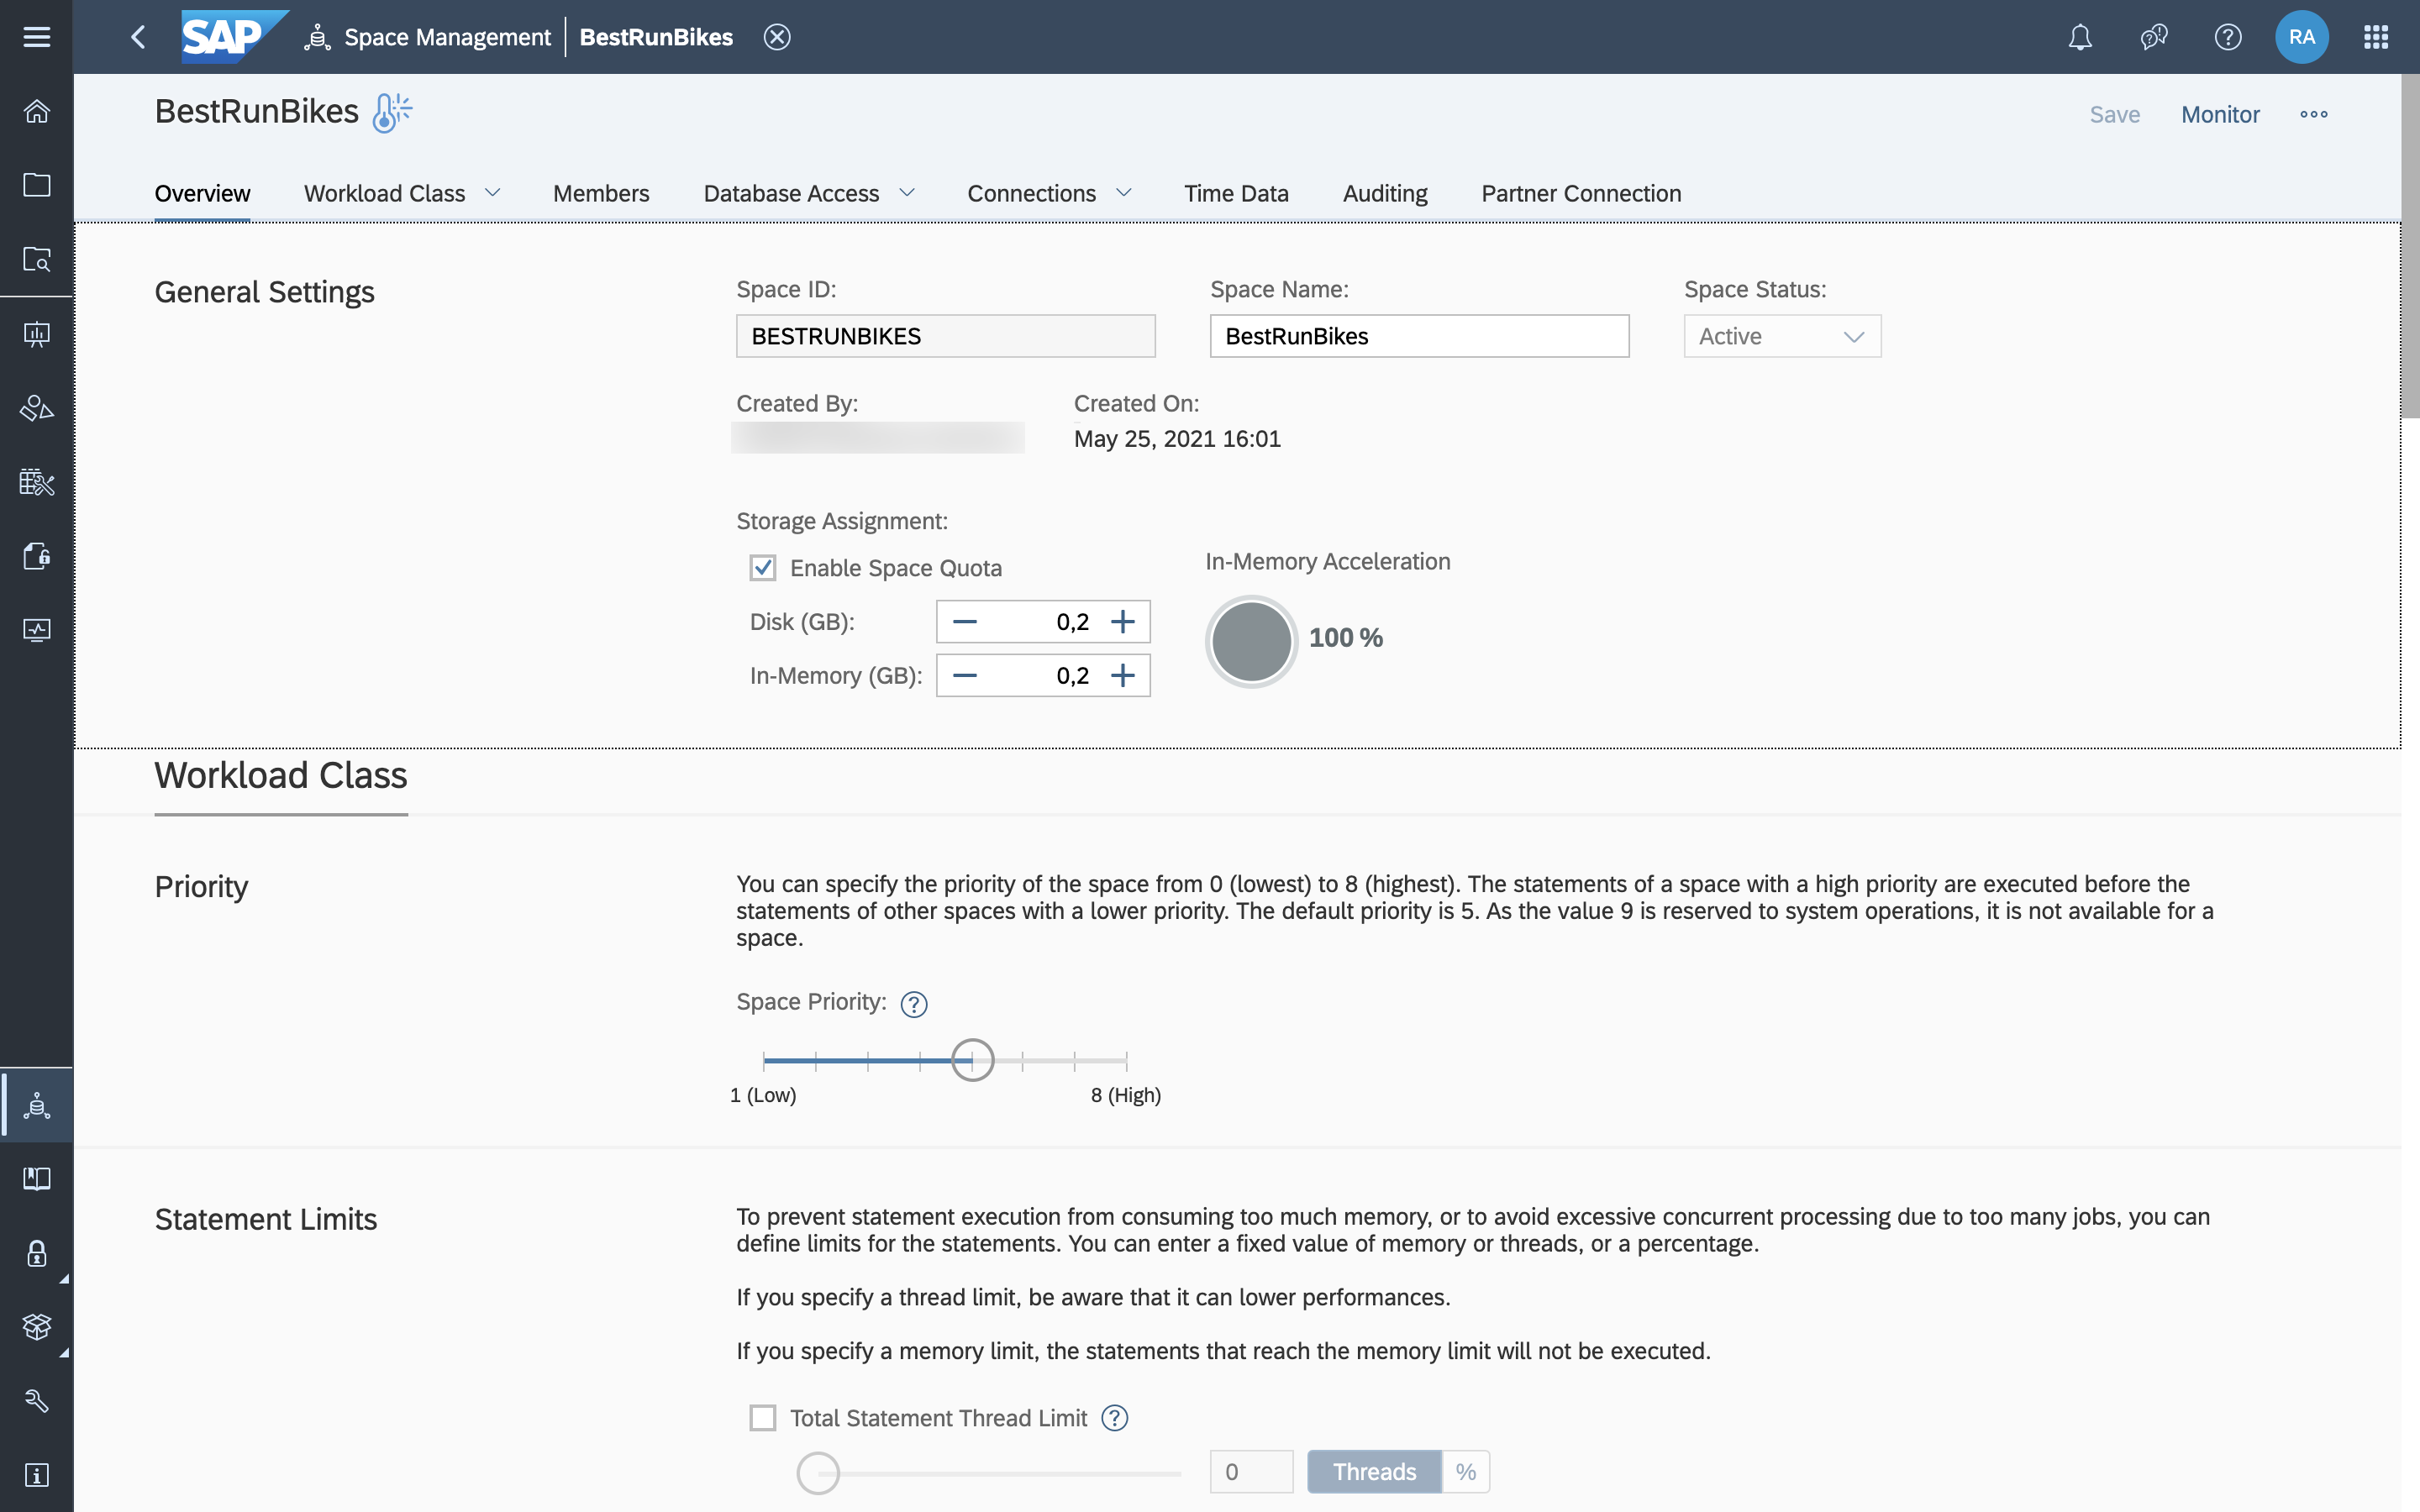 SAP Space Management BestRunBikes RA
BestRunBikes
Save Monitor
Overview Workload Class Members Database Access Connections Time Data Auditing Partner Connection
General Settings
Space ID: Space Name: Space Status:
BESTRUNBIKES BestRunBikes Active
Created By: Created On:
May 25, 2021 16:01
Storage Assignment:
Enable Space Quota In-Memory Acceleration
Disk (GB): 0,2
100 %
In-Memory (GB): 0,2
Workload Class
Priority
You can specify the priority of the space from 0 (lowest) to 8 (highest). The statements of a space with a high priority are executed before the
statements of other spaces with a lower priority. The default priority is 5. As the value 9 is reserved to system operations, it is not available for a
space.
Space Priority: ?
1 (Low) 8 (High)
Statement Limits
To prevent statement execution from consuming too much memory, or to avoid excessive concurrent processing due to too many jobs, you can
define limits for the statements. You can enter a fixed value of memory or threads, or a percentage.
If you specify a thread limit, be aware that it can lower performances.
If you specify a memory limit, the statements that reach the memory limit will not be executed.
Total Statement Thread Limit ?
0 Threads %